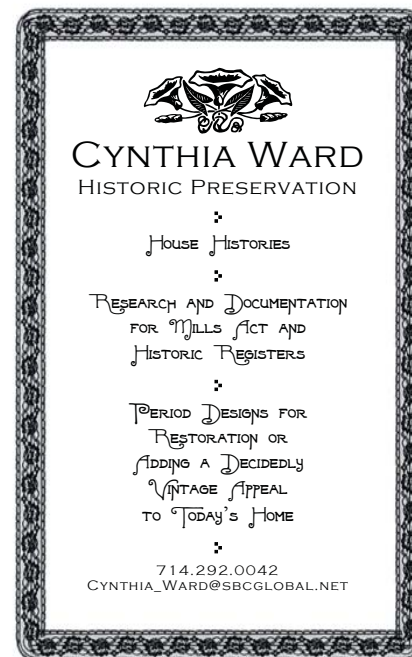 Cynthia Ward
Historic Preservation
House Histories
Research and Documentation
for Mills Act and
Historic Registers
Period Designs for
Restoration or
Adding a Decidedly
Vintage Appeal
to Today's Home
714.292.0042
Cynthia_Ward@sbcglobal.net